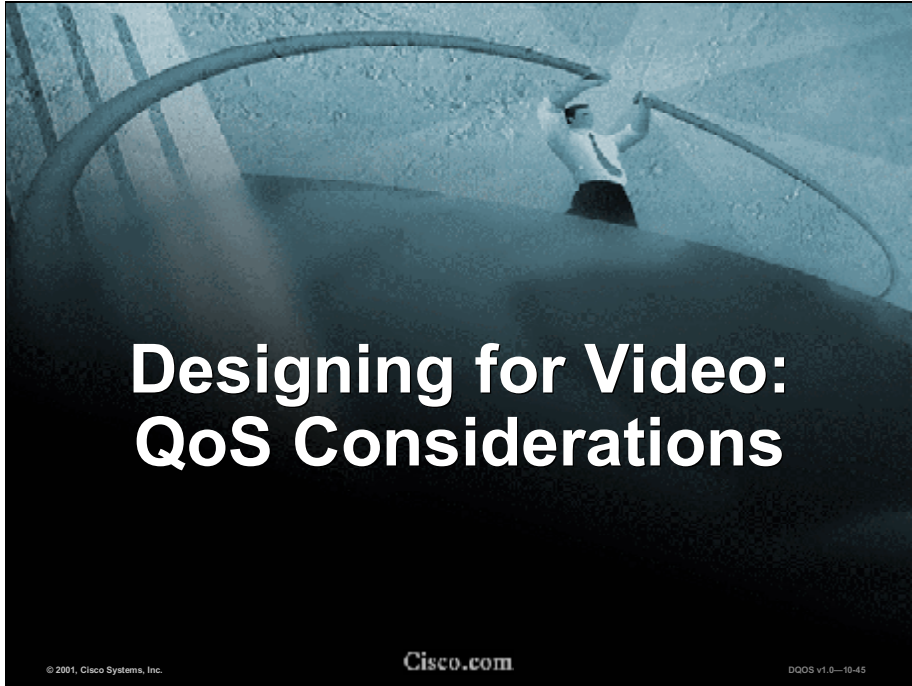 Designing for Video:
QoS Considerations
© 2001, Cisco Systems, Inc.
Cisco.com
DQOS v1.0—10-45